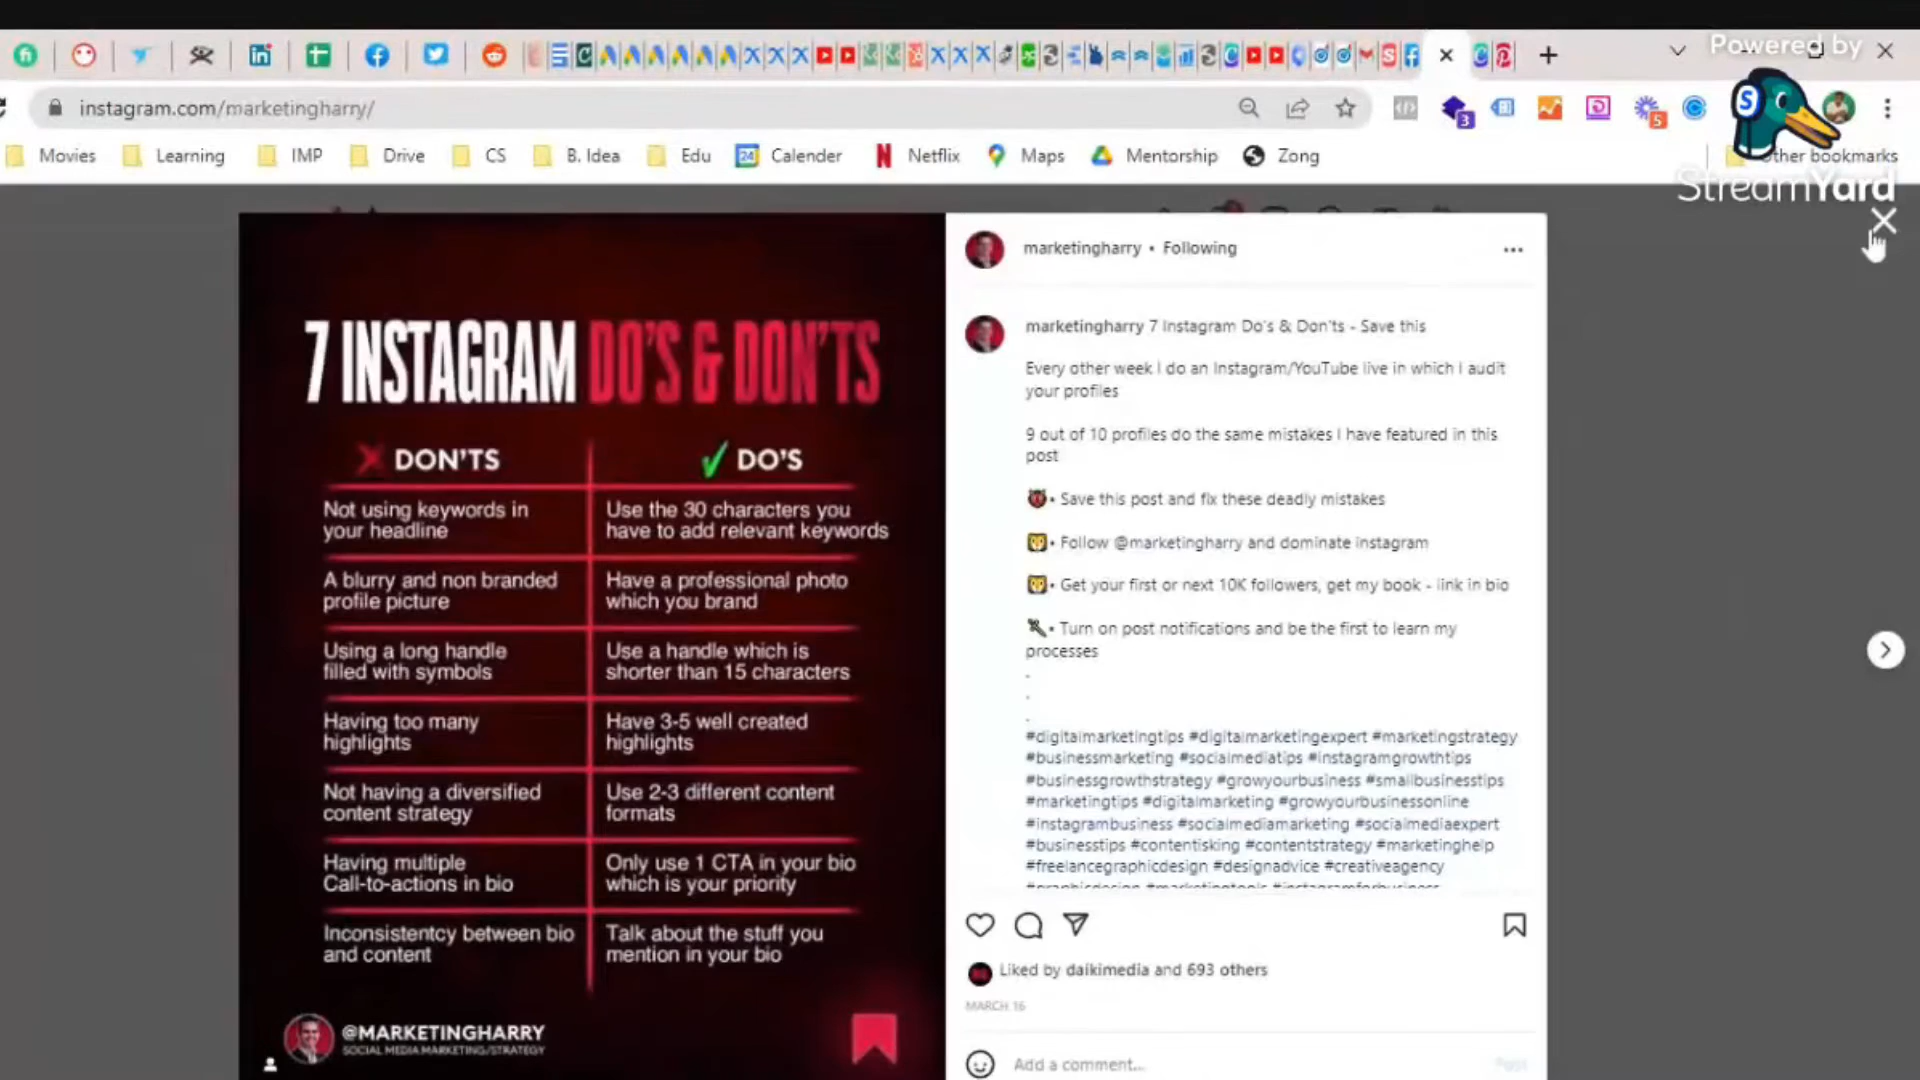 Powered by
instagram.com/marketingharry/
3
5
Movies
Learning
IMP
Drive
CS
B. Idea
Edu
24
Calender
Netflix
Maps
Mentorship
Zong
Other bookmarks
StreamYard
7 INSTAGRAM DO'S & DON'TS
DON'TS
DO'S
Not using keywords in
your headline
Use the 30 characters you
have to add relevant keywords
A blurry and non branded
profile picture
Have a professional photo
which you brand
Using a long handle
filled with symbols
Use a handle which is
shorter than 15 characters
Having too many
highlights
Have 3-5 well created
highlights
Not having a diversified
content strategy
Use 2-3 different content
formats
Having multiple
Call-to-actions in bio
Only use 1 CTA in your bio
which is your priority
Inconsistentcy between bio
and content
Talk about the stuff you
mention in your bio
@MARKETINGHARRY
SOCIAL MEDIA MARKETING/STRATEGY
marketingharry • Following
marketingharry 7 Instagram Do's & Don'ts - Save this
Every other week I do an Instagram/YouTube live in which I audit
your profiles
9 out of 10 profiles do the same mistakes I have featured in this
post
• Save this post and fix these deadly mistakes
• Follow @marketingharry and dominate instagram
• Get your first or next 10K followers, get my book - link in bio
• Turn on post notifications and be the first to learn my
processes
.
.
.
#digitalmarketingtips #digitalmarketingexpert #marketingstrategy
#businessmarketing #socialmediatips #instagramgrowthtips
#businessgrowthstrategy #growyourbusiness #smallbusinesstips
#marketingtips #digitalmarketing #growyourbusinessonline
#instagrambusiness #socialmediamarketing #socialmediaexpert
#businesstips #contentisking #contentstrategy #marketinghelp
#freelancegraphicdesign #designadvice #creativeagency
#graphicdesign #marketingtools #instagramforbusiness
Liked by daikimedia and 693 others
MARCH 16
Add a comment...
Post